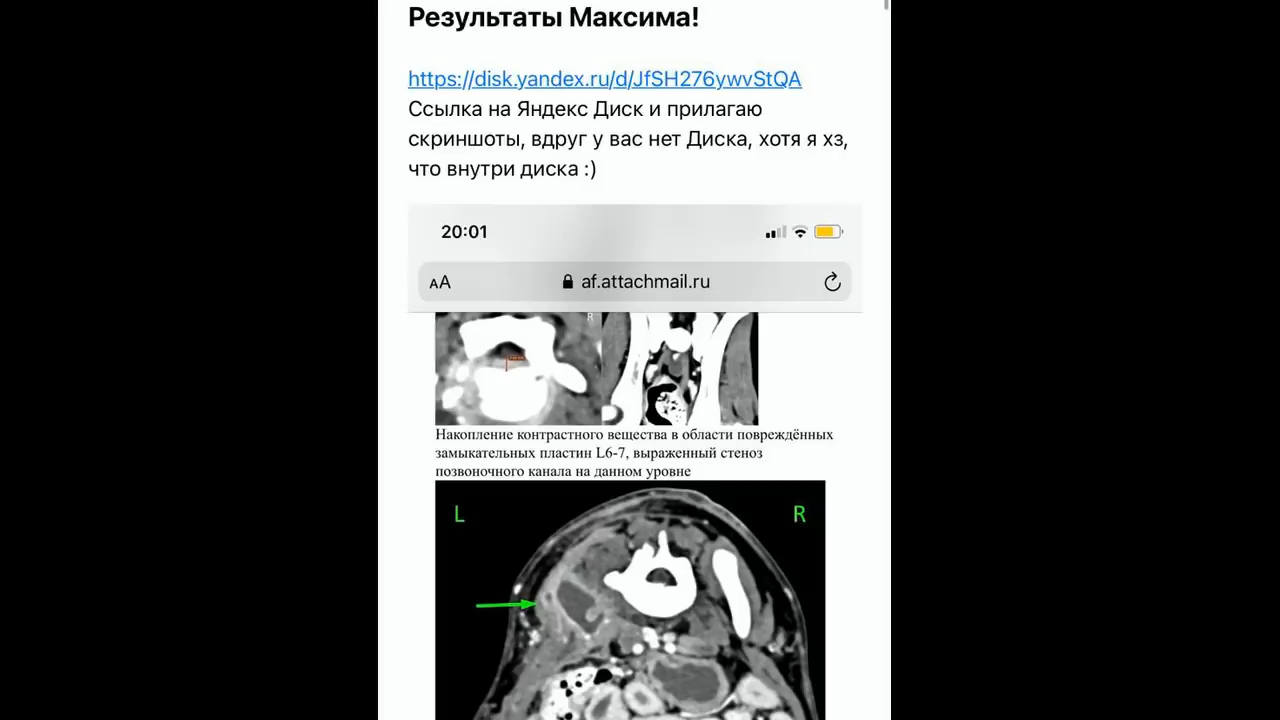 Результаты Максима!
https://disk.yandex.ru/d/JfSH276ywvStQA
Ссылка на Яндекс Диск и прилагаю
скриншоты, вдруг у вас нет Диска, хотя я хз,
что внутри диска :)
20:01
AA af.attachmail.ru
R
Накопление контрастного вещества в области повреждённых
замыкательных пластин L6-7, выраженный стеноз
позвоночного канала на данном уровне
L R